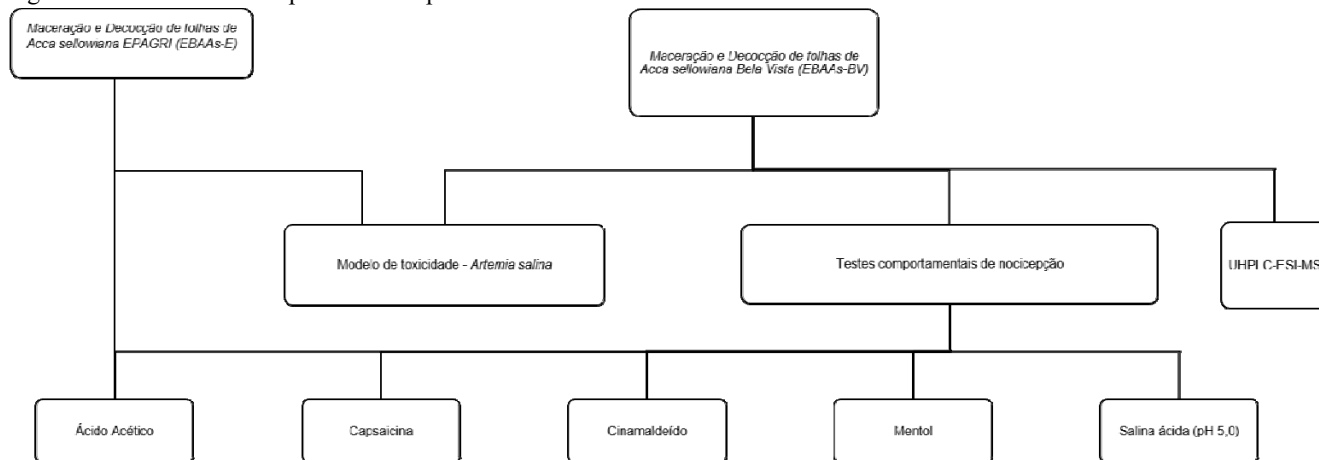 Maceração e Decocção de folhas de
Acca sellowiana EPAGRI (EBAAs-E)
Maceração e Decocção de folhas de
Acca sellowiana Bela Vista (EBAAs-BV)
Modelo de toxicidade - Artemia salina
Testes comportamentais de nocicepção
UHPLC-ESI-MS
Ácido Acético
Capsaicina
Cinamaldeído
Mentol
Salina ácida (pH 5,0)